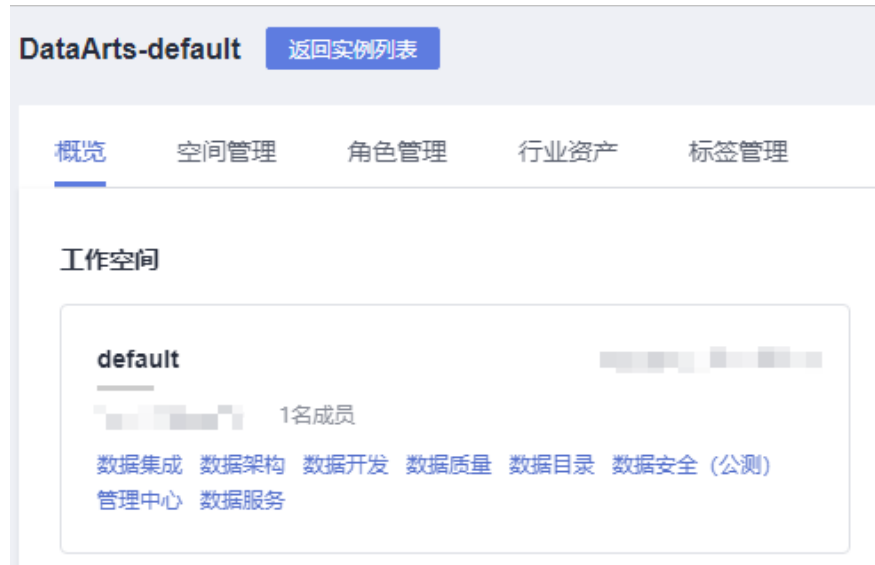 DataArts-default 返回实例列表
概览 空间管理 角色管理 行业资产 标签管理
工作空间
default
1名成员
数据集成 数据架构 数据开发 数据质量 数据目录 数据安全（公测）
管理中心 数据服务